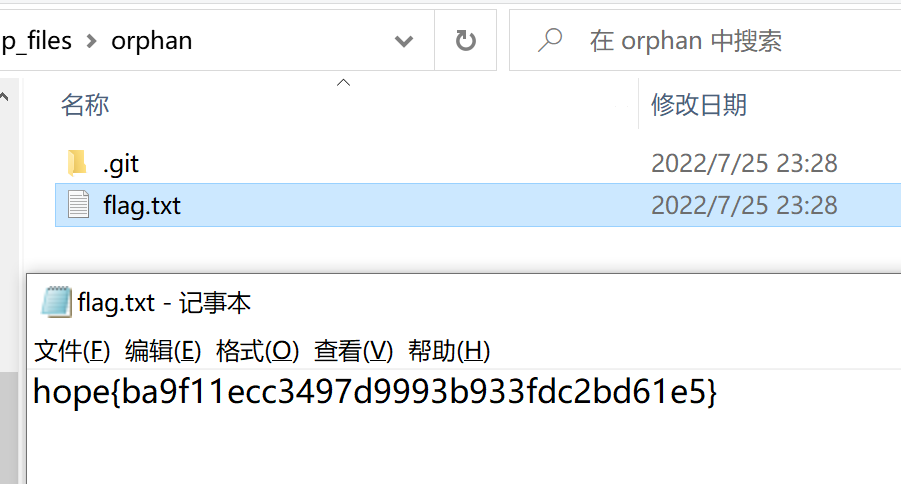 p_files > orphan
在 orphan 中搜索
名称 修改日期
.git 2022/7/25 23:28
flag.txt 2022/7/25 23:28
flag.txt - 记事本
文件(F) 编辑(E) 格式(O) 查看(V) 帮助(H)
hope{ba9f11ecc3497d9993b933fdc2bd61e5}